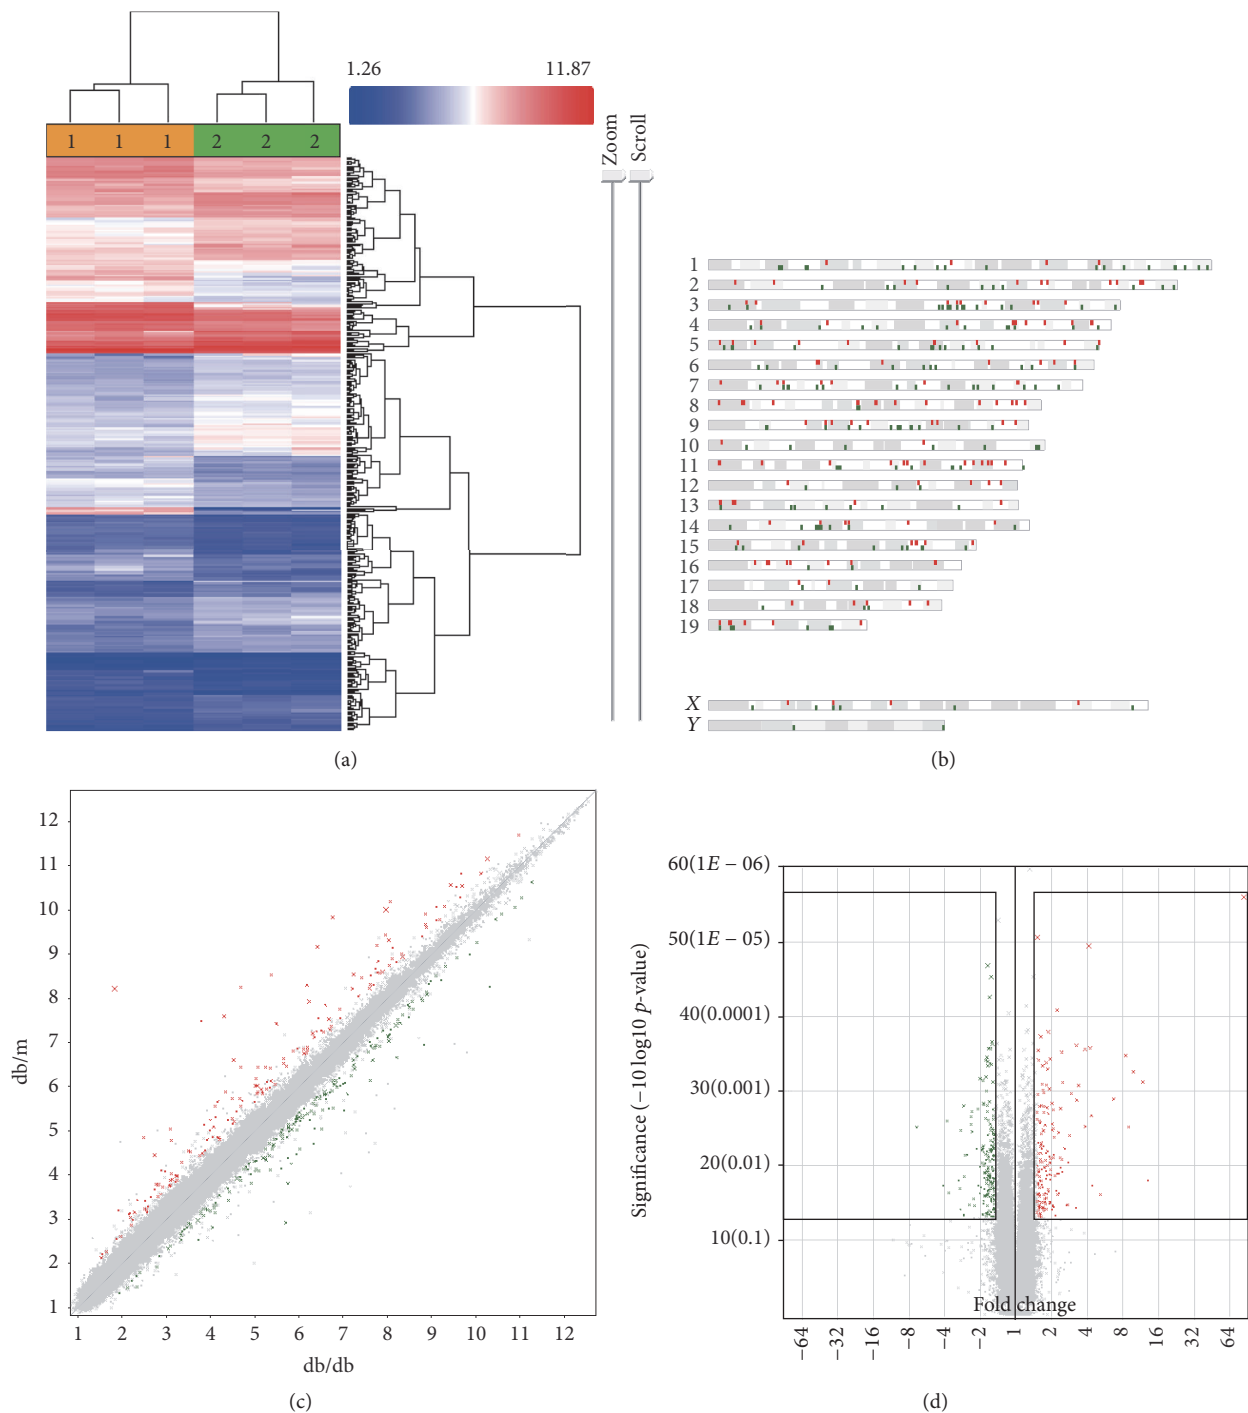 1.26 11.87
1 1 1 2 2 2
Zoom
Scroll
(a)
1
2
3
4
5
6
7
8
9
10
11
12
13
14
15
16
17
18
19
X
Y
(b)
db/m
12
11
10
9
8
7
6
5
4
3
2
1
1 2 3 4 5 6 7 8 9 10 11 12
db/db
(c)
Significance (−10 log10 p-value)
60(1E − 06)
50(1E − 05)
40(0.0001)
30(0.001)
20(0.01)
10(0.1)
Fold change
−64 −32 −16 −8 −4 −2 1 2 4 8 16 32 64
(d)